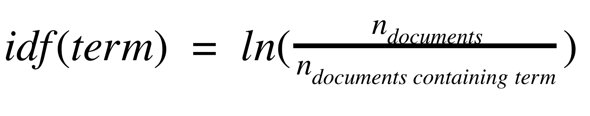 idf(term) = ln(n_documents / n_documents containing term)